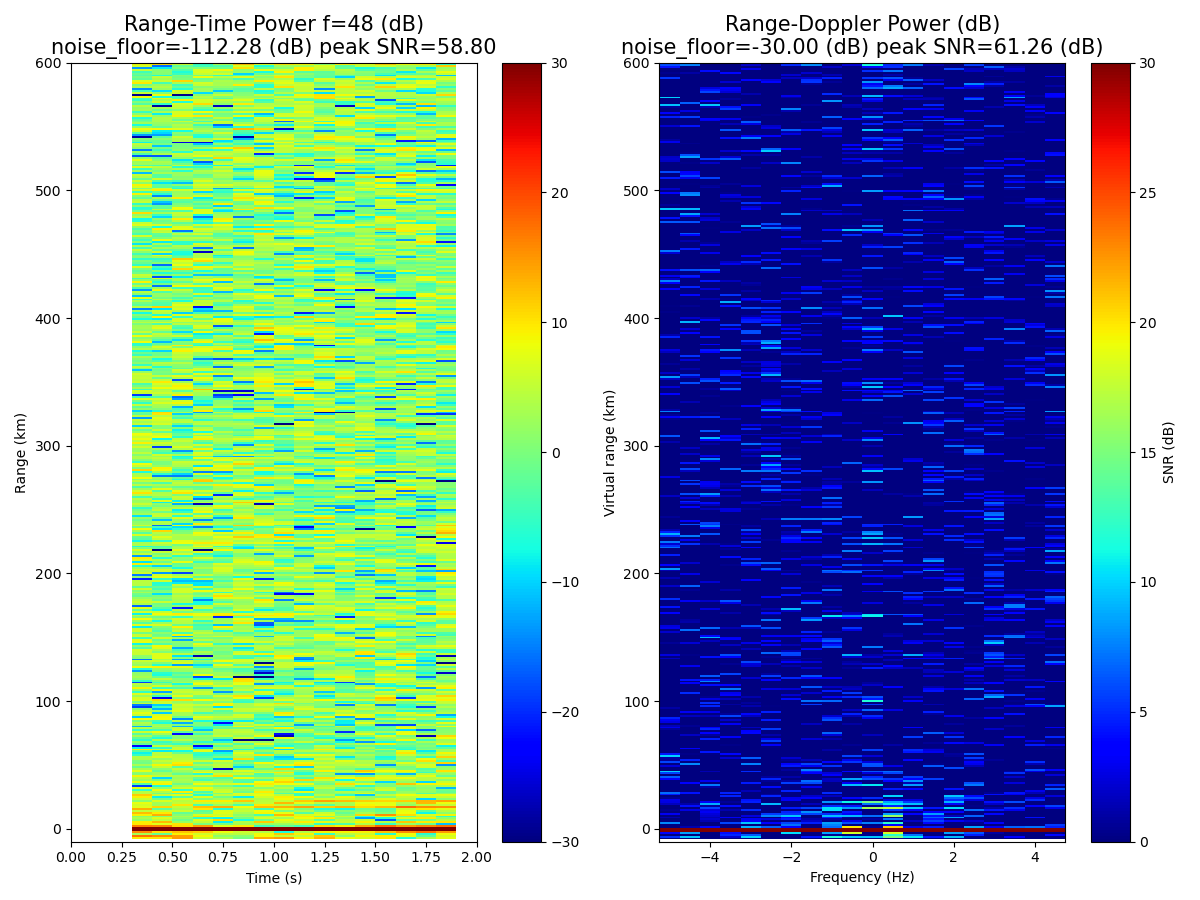 Range-Time Power f=48 (dB)
noise_floor=-112.28 (dB) peak SNR=58.80
600
500
400
300
200
100
0
Range (km)
0.00 0.25 0.50 0.75 1.00 1.25 1.50 1.75 2.00
Time (s)
30
20
10
0
−10
−20
−30
Range-Doppler Power (dB)
noise_floor=-30.00 (dB) peak SNR=61.26 (dB)
600
500
400
300
200
100
0
Virtual range (km)
−4 −2 0 2 4
Frequency (Hz)
30
25
20
15
10
5
0
SNR (dB)